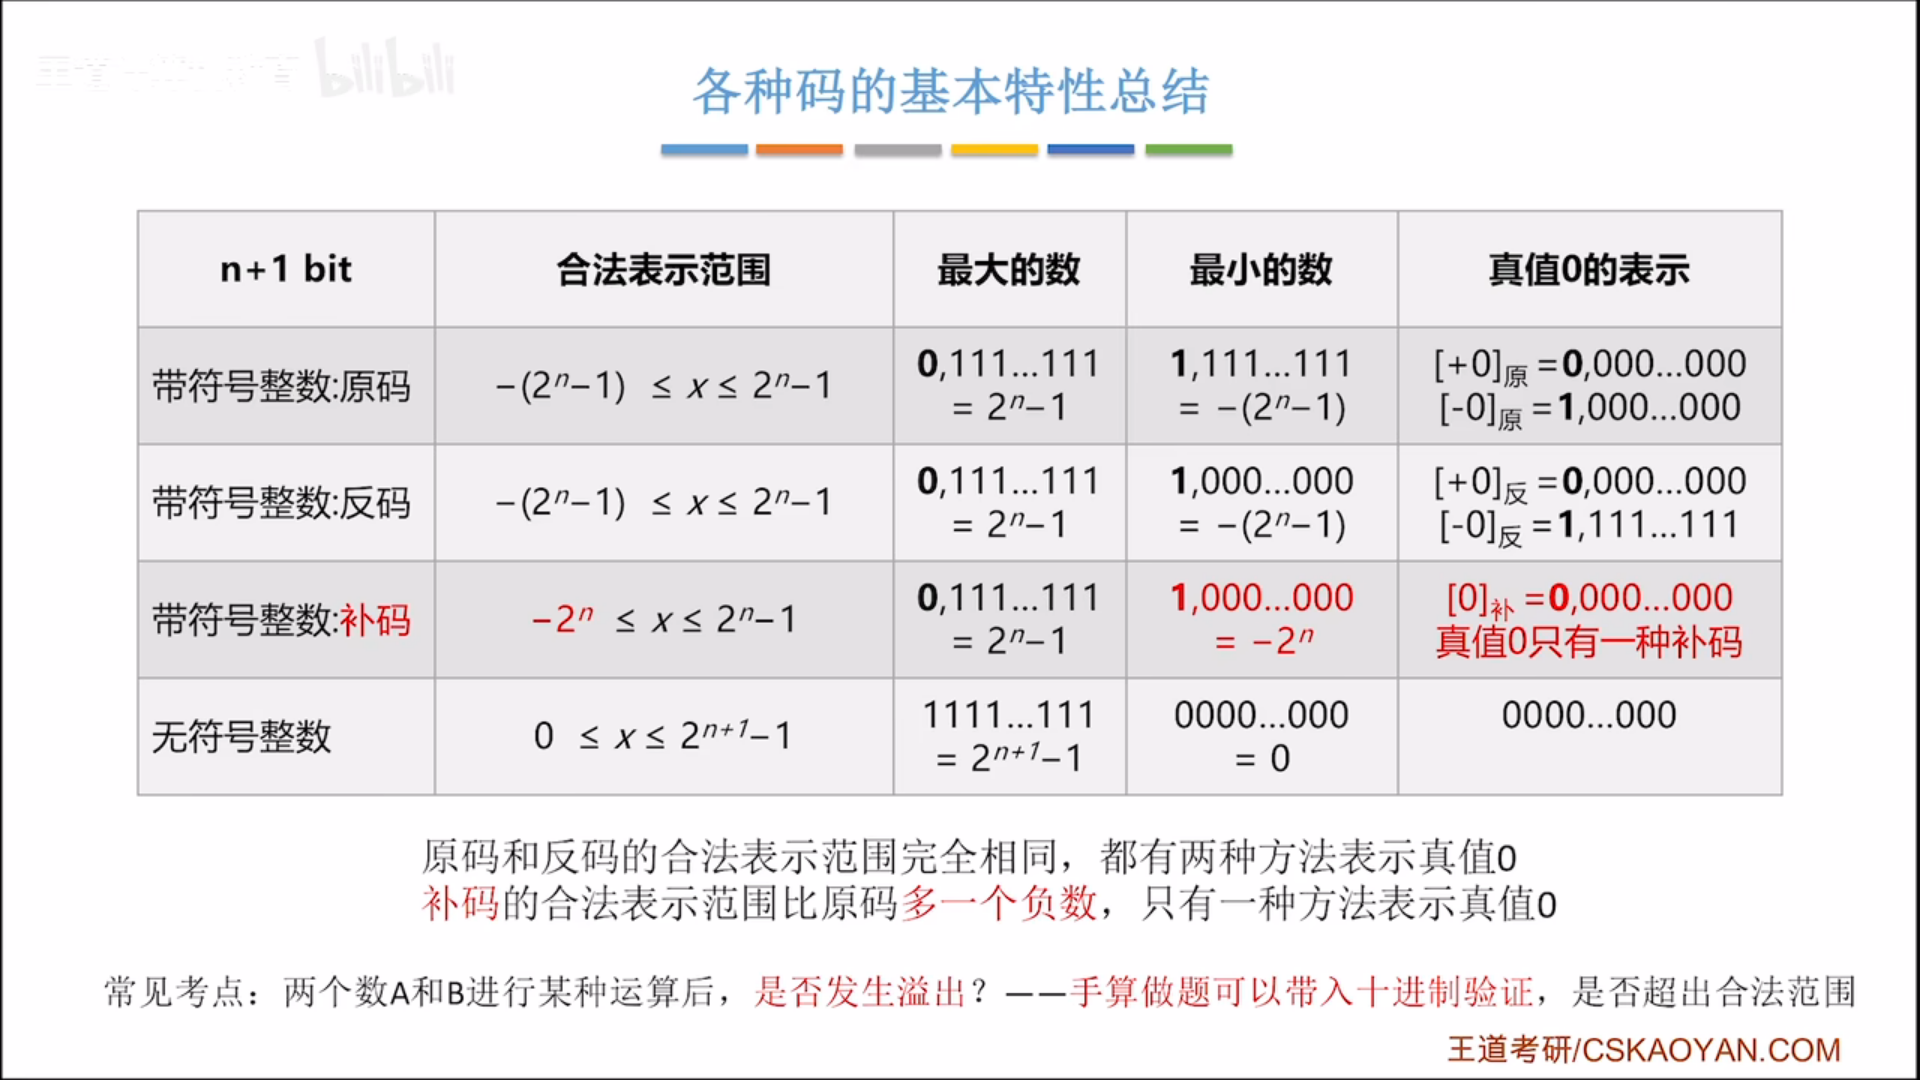 bilibili
各种码的基本特性总结
n+1 bit 合法表示范围 最大的数 最小的数 真值0的表示
带符号整数:原码 −(2ⁿ−1) ≤ x ≤ 2ⁿ−1 0,111...111 = 2ⁿ−1 1,111...111 = −(2ⁿ−1) [+0]原 =0,000...000 [-0]原 =1,000...000
带符号整数:反码 −(2ⁿ−1) ≤ x ≤ 2ⁿ−1 0,111...111 = 2ⁿ−1 1,000...000 = −(2ⁿ−1) [+0]反 =0,000...000 [-0]反 =1,111...111
带符号整数:补码 −2ⁿ ≤ x ≤ 2ⁿ−1 0,111...111 = 2ⁿ−1 1,000...000 = −2ⁿ [0]补 =0,000...000 真值0只有一种补码
无符号整数 0 ≤ x ≤ 2ⁿ⁺¹−1 1111...111 = 2ⁿ⁺¹−1 0000...000 = 0 0000...000
原码和反码的合法表示范围完全相同，都有两种方法表示真值0
补码的合法表示范围比原码多一个负数，只有一种方法表示真值0
常见考点：两个数A和B进行某种运算后，是否发生溢出？——手算做题可以带入十进制验证，是否超出合法范围
王道考研/CSKAOYAN.COM